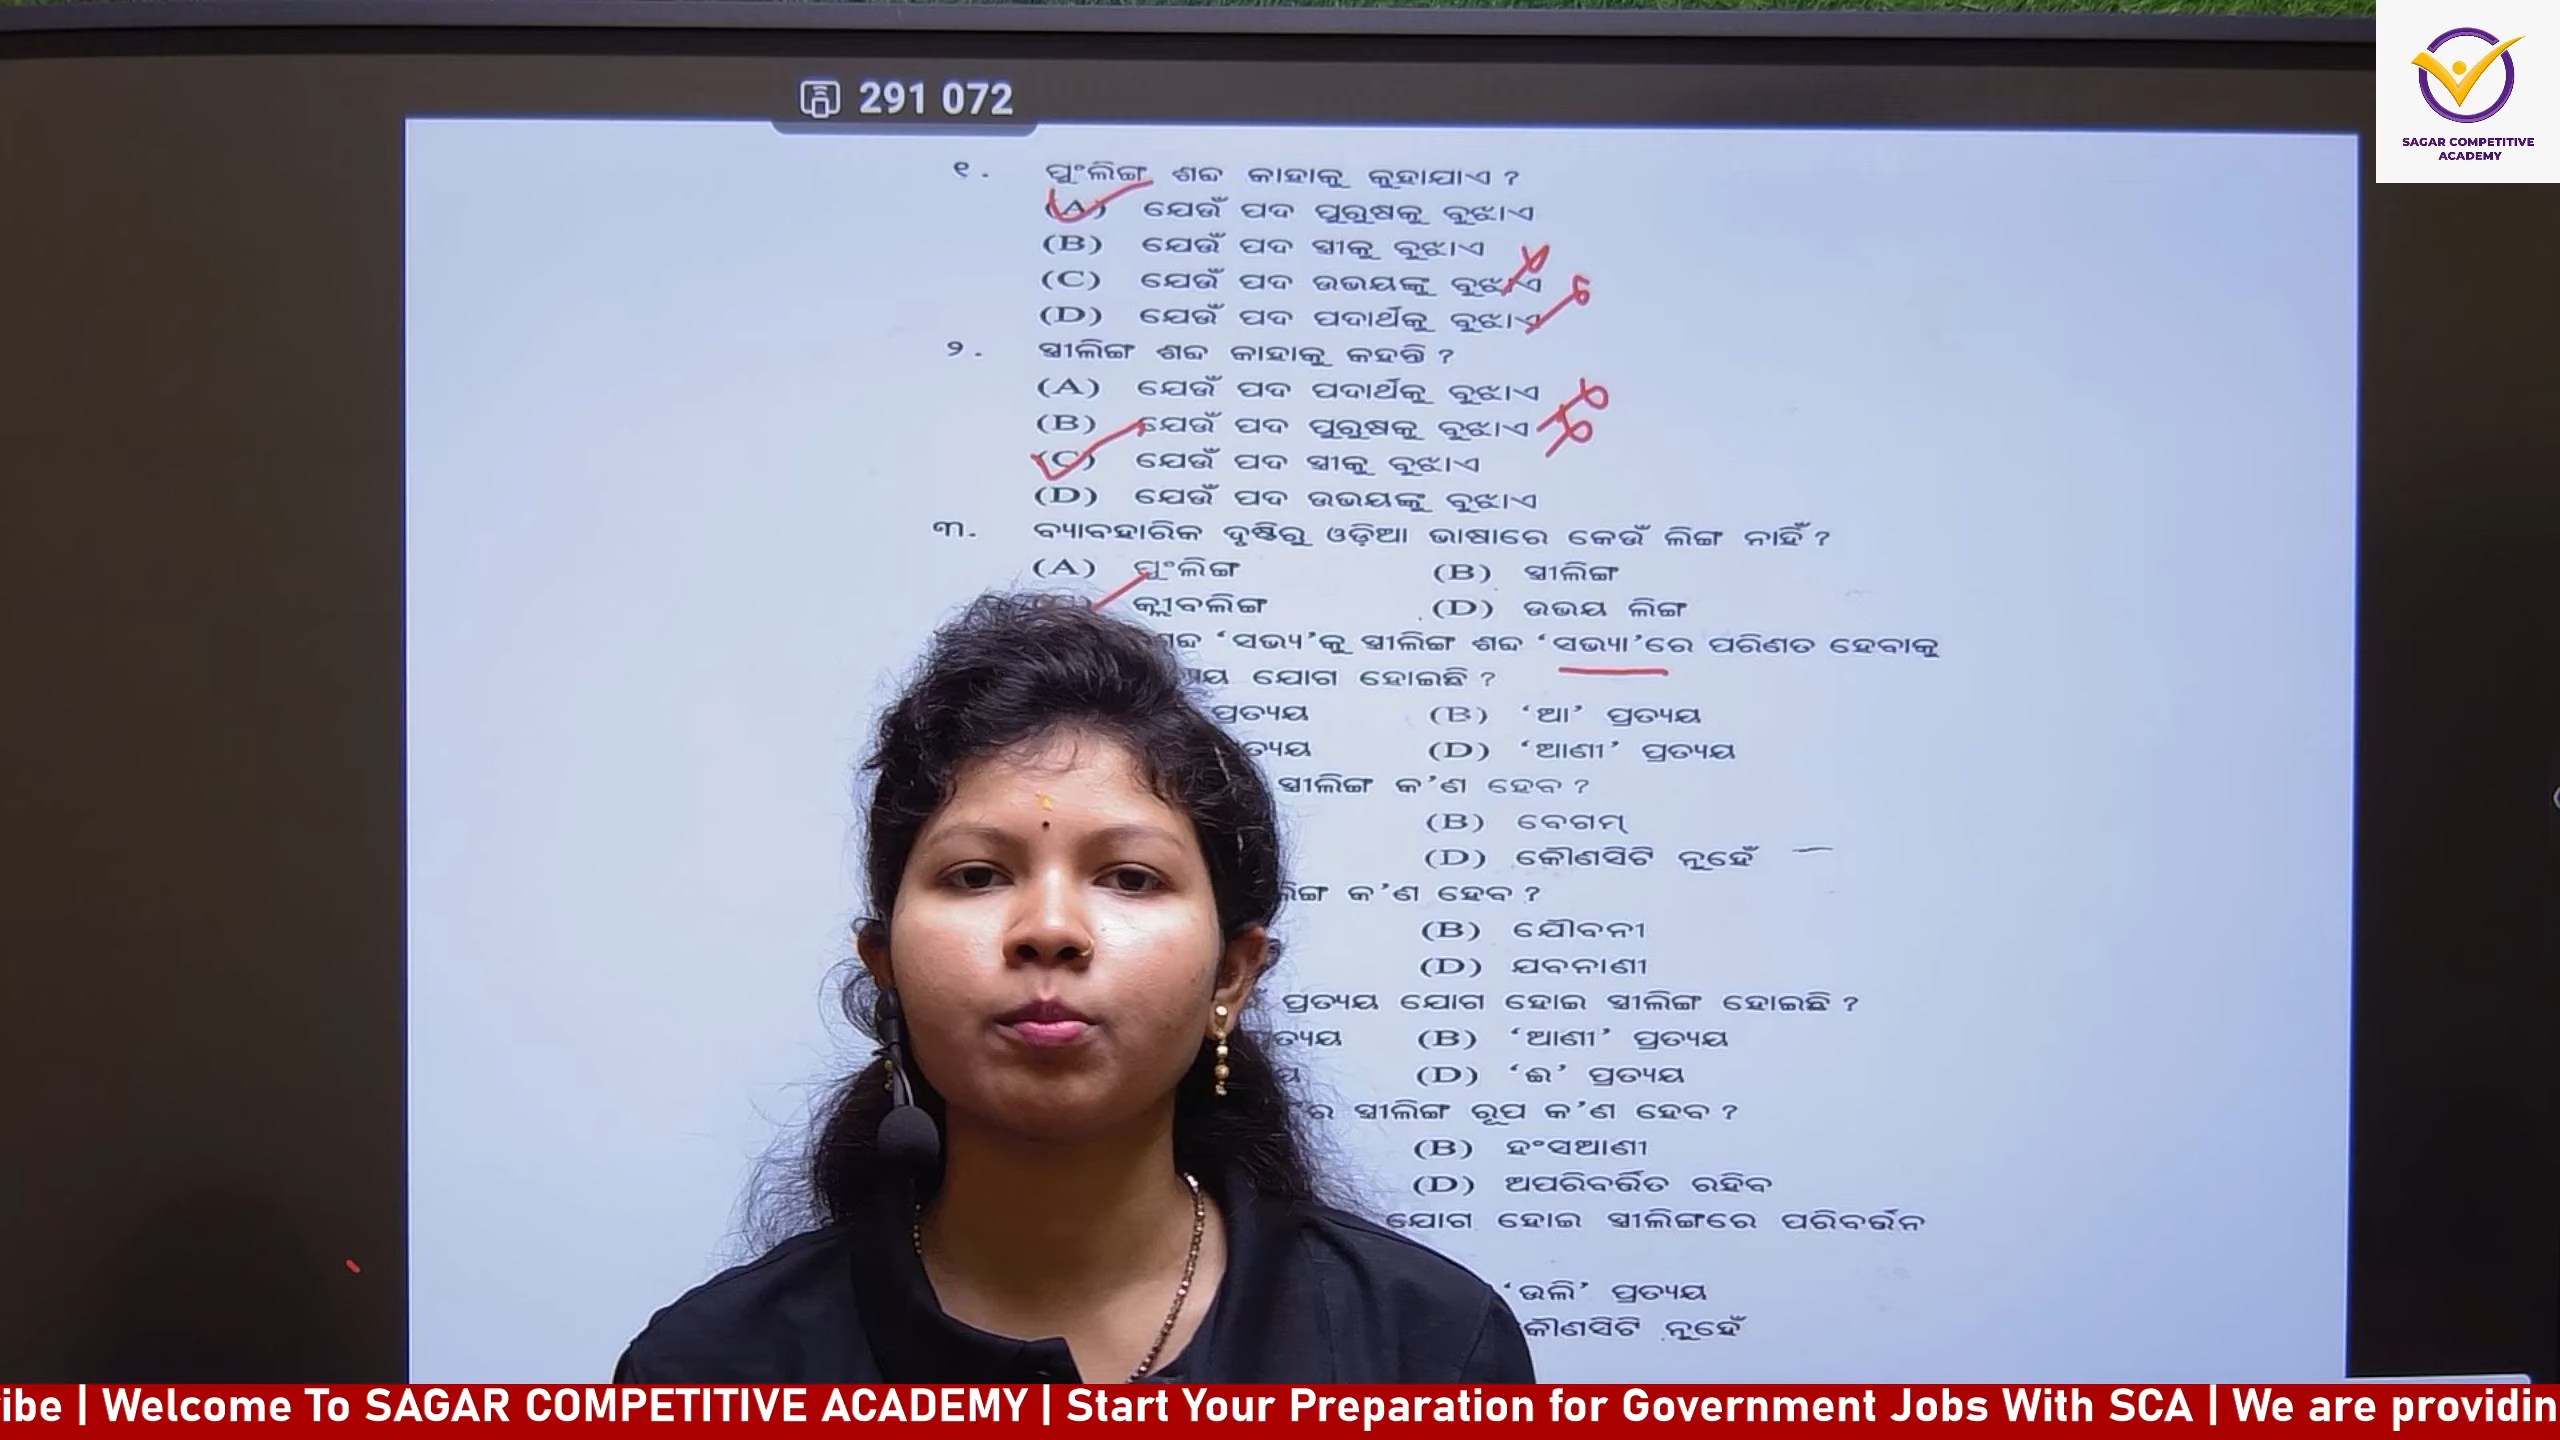 SAGAR COMPETITIVE
ACADEMY
291 072
୧. ପୁଂଲିଙ୍ଗ ଶବ୍ଦ କାହାକୁ କୁହାଯାଏ ?
(A) ଯେଉଁ ପଦ ପୁରୁଷକୁ ବୁଝାଏ
(B) ଯେଉଁ ପଦ ସ୍ତ୍ରୀକୁ ବୁଝାଏ
(C) ଯେଉଁ ପଦ ଉଭୟଙ୍କୁ ବୁଝାଏ
(D) ଯେଉଁ ପଦ ପଦାର୍ଥକୁ ବୁଝାଏ
୨. ସ୍ତ୍ରୀଲିଙ୍ଗ ଶବ୍ଦ କାହାକୁ କହନ୍ତି ?
(A) ଯେଉଁ ପଦ ପଦାର୍ଥକୁ ବୁଝାଏ
(B) ଯେଉଁ ପଦ ପୁରୁଷକୁ ବୁଝାଏ
(C) ଯେଉଁ ପଦ ସ୍ତ୍ରୀକୁ ବୁଝାଏ
(D) ଯେଉଁ ପଦ ଉଭୟଙ୍କୁ ବୁଝାଏ
୩. ବ୍ୟାବହାରିକ ଦୃଷ୍ଟିରୁ ଓଡ଼ିଆ ଭାଷାରେ କେଉଁ ଲିଙ୍ଗ ନାହିଁ ?
(A) ପୁଂଲିଙ୍ଗ (B) ସ୍ତ୍ରୀଲିଙ୍ଗ
କ୍ଲୀବଲିଙ୍ଗ (D) ଉଭୟ ଲିଙ୍ଗ
‘ସଭ୍ୟ’କୁ ସ୍ତ୍ରୀଲିଙ୍ଗ ଶବ୍ଦ ‘ସଭ୍ୟା’ରେ ପରିଣତ ହେବାକୁ
ଯୋଗ ହୋଇଛି ?
ପ୍ରତ୍ୟୟ (B) ‘ଆ’ ପ୍ରତ୍ୟୟ
(D) ‘ଆଣୀ’ ପ୍ରତ୍ୟୟ
ସ୍ତ୍ରୀଲିଙ୍ଗ କ’ଣ ହେବ ?
(B) ବେଗମ୍
(D) କୌଣସିଟି ନୁହେଁ
କ’ଣ ହେବ ?
(B) ଯୌବନୀ
(D) ଯବନାଣୀ
ପ୍ରତ୍ୟୟ ଯୋଗ ହୋଇ ସ୍ତ୍ରୀଲିଙ୍ଗ ହୋଇଛି ?
(B) ‘ଆଣୀ’ ପ୍ରତ୍ୟୟ
(D) ‘ଈ’ ପ୍ରତ୍ୟୟ
ସ୍ତ୍ରୀଲିଙ୍ଗ ରୂପ କ’ଣ ହେବ ?
(B) ହଂସଆଣୀ
(D) ଅପରିବର୍ତ୍ତିତ ରହିବ
ଯୋଗ ହୋଇ ସ୍ତ୍ରୀଲିଙ୍ଗରେ ପରିବର୍ତ୍ତନ
‘ଉଲି’ ପ୍ରତ୍ୟୟ
କୌଣସିଟି ନୁହେଁ
ibe | Welcome To SAGAR COMPETITIVE ACADEMY | Start Your Preparation for Government Jobs With SCA | We are providin